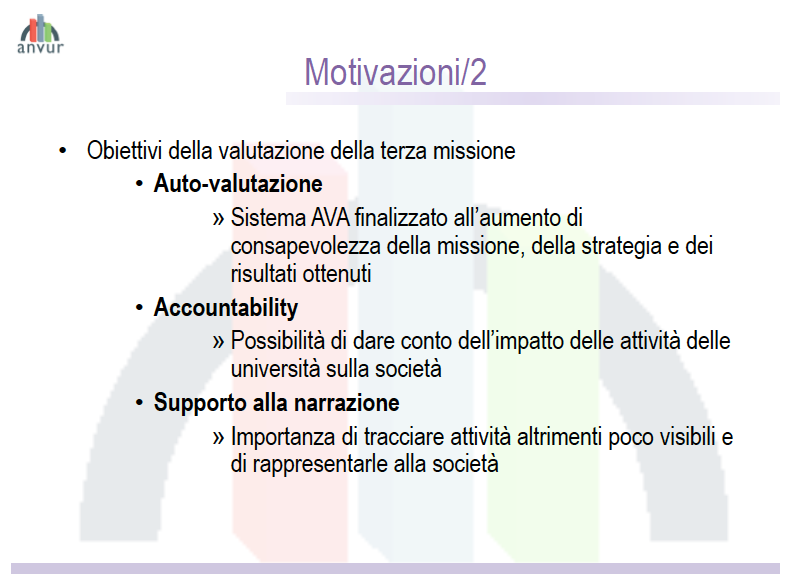 anvur
Motivazioni/2
• Obiettivi della valutazione della terza missione
• Auto-valutazione
» Sistema AVA finalizzato all'aumento di
consapevolezza della missione, della strategia e dei
risultati ottenuti
• Accountability
» Possibilità di dare conto dell'impatto delle attività delle
università sulla società
• Supporto alla narrazione
» Importanza di tracciare attività altrimenti poco visibili e
di rappresentarle alla società